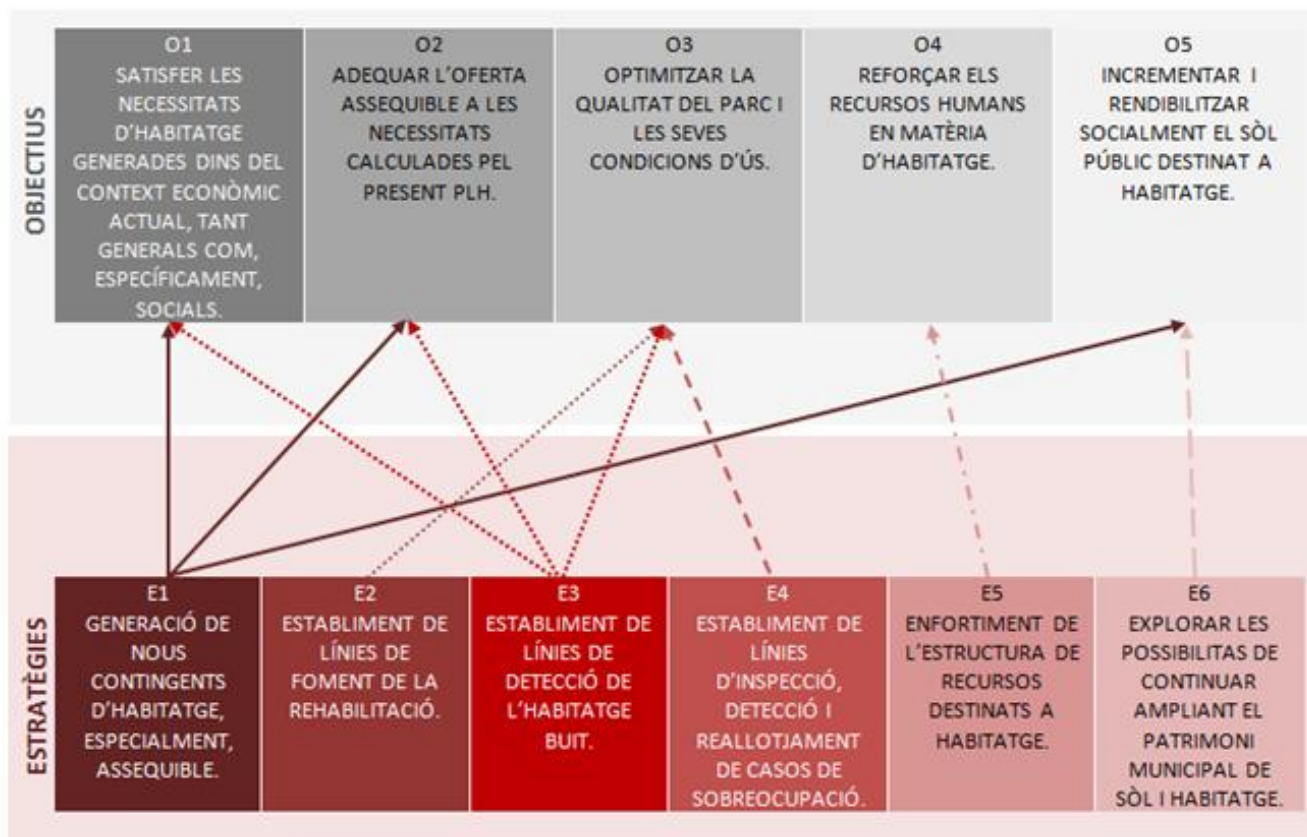 OBJECTIUS
O1
SATISFER LES
NECESSITATS
D'HABITATGE
GENERADES DINS DEL
CONTEXT ECONÒMIC
ACTUAL, TANT
GENERALS COM,
ESPECÍFICAMENT,
SOCIALS.
O2
ADEQUAR L'OFERTA
ASSEQUIBLE A LES
NECESSITATS
CALCULADES PEL
PRESENT PLH.
O3
OPTIMITZAR LA
QUALITAT DEL PARC I
LES SEVES
CONDICIONS D'ÚS.
O4
REFORÇAR ELS
RECURSOS HUMANS
EN MATÈRIA
D'HABITATGE.
O5
INCREMENTAR I
RENDIBILITZAR
SOCIALMENT EL SÒL
PÚBLIC DESTINAT A
HABITATGE.
ESTRATÈGIES
E1
GENERACIÓ DE
NOUS
CONTINGENTS
D'HABITATGE,
ESPECIALMENT,
ASSEQUIBLE.
E2
ESTABLIMENT DE
LÍNIES DE
FOMENT DE LA
REHABILITACIÓ.
E3
ESTABLIMENT DE
LÍNIES DE
DETECCIÓ DE
L'HABITATGE
BUIT.
E4
ESTABLIMENT DE
LÍNIES
D'INSPECCIÓ,
DETECCIÓ I
REALLOTJAMENT
DE CASOS DE
SOBREOCUPACIÓ.
E5
ENFORTIMENT DE
L'ESTRUCTURA DE
RECURSOS
DESTINATS A
HABITATGE.
E6
EXPLORAR LES
POSSIBILITAS DE
CONTINUAR
AMPLIANT EL
PATRIMONI
MUNICIPAL DE
SÒL I HABITATGE.